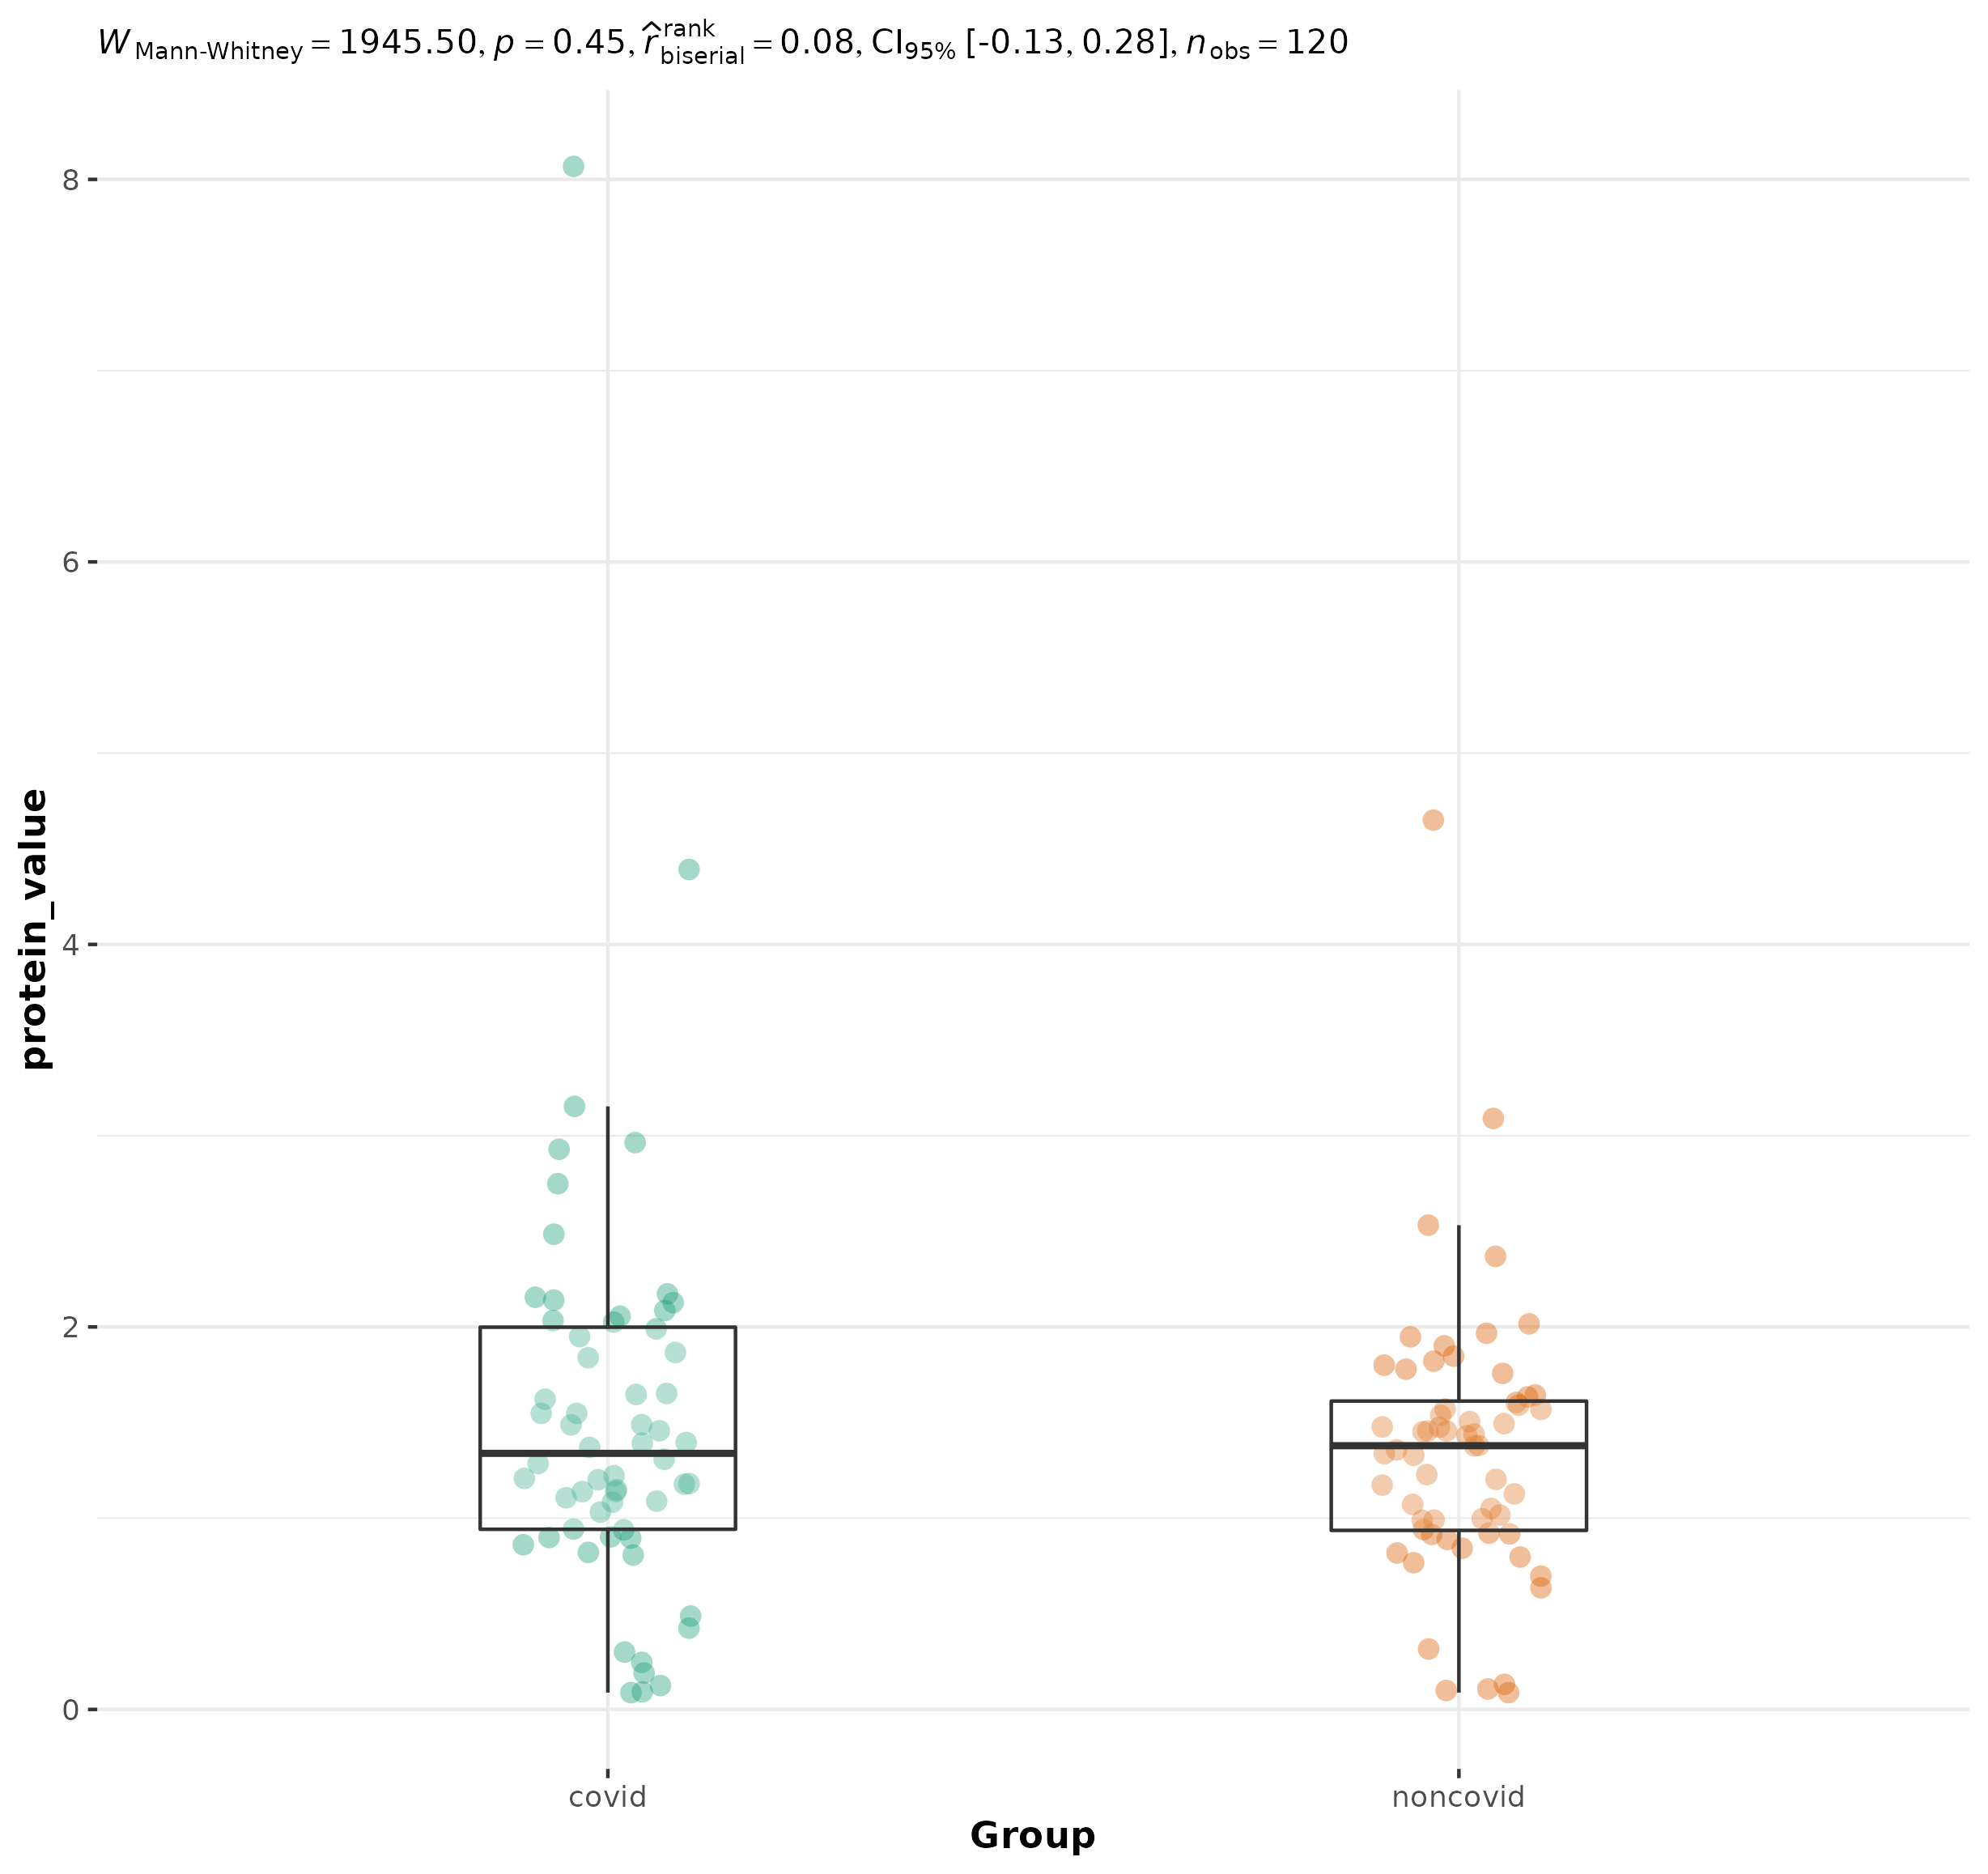 W Mann-Whitney = 1945.50, p = 0.45, r̂ rank biserial = 0.08, CI95% [-0.13, 0.28], nobs = 120
8
6
4
2
0
protein_value
covid noncovid
Group